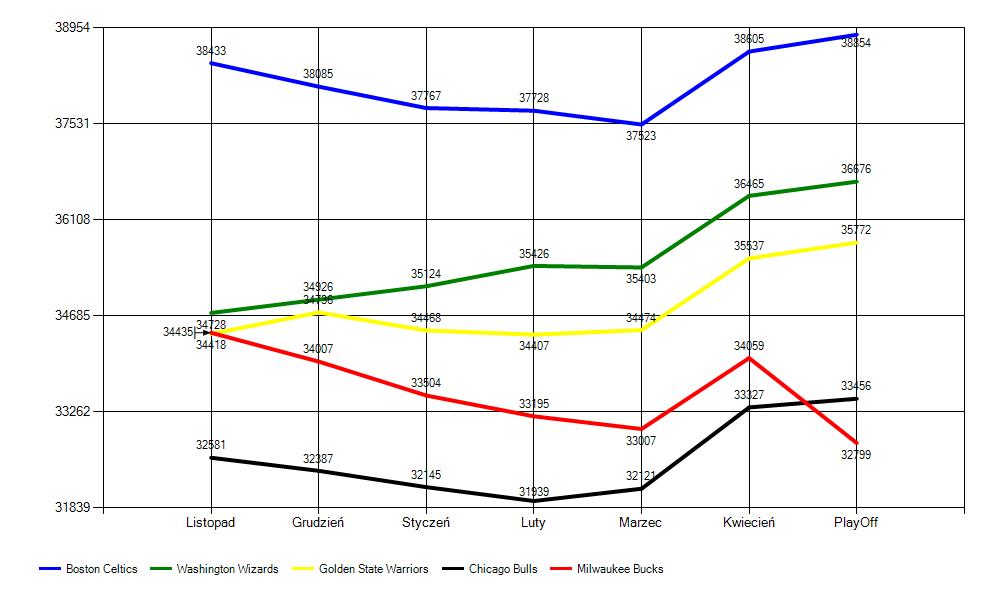 38954
37531
36108
34685
33262
31839
38433 38085 37767 37728 37523 38605 38854
34728 34926 35124 35426 35403 36465 36676
34435 34736 34468 34407 34474 35537 35772
34418 34007 33504 33195 33007 34059 32799
32581 32387 32145 31939 32121 33327 33456
Listopad Grudzień Styczeń Luty Marzec Kwiecień PlayOff
Boston Celtics Washington Wizards Golden State Warriors Chicago Bulls Milwaukee Bucks